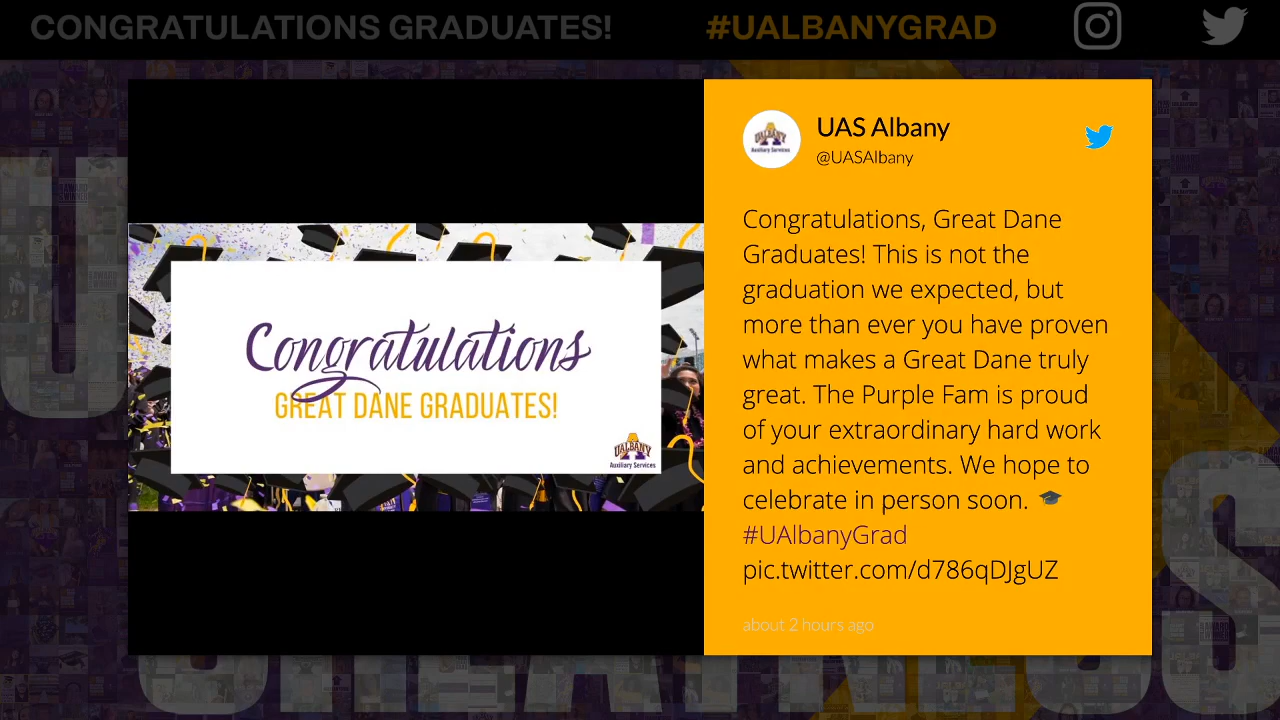 CONGRATULATIONS GRADUATES!
#UALBANYGRAD
Congratulations
GREAT DANE GRADUATES!
UALBANY
Auxiliary Services
UALBANY
Auxiliary Services
UAS Albany
@UASAlbany
Congratulations, Great Dane
Graduates! This is not the
graduation we expected, but
more than ever you have proven
what makes a Great Dane truly
great. The Purple Fam is proud
of your extraordinary hard work
and achievements. We hope to
celebrate in person soon. 🎓
#UAlbanyGrad
pic.twitter.com/d786qDJgUZ
about 2 hours ago